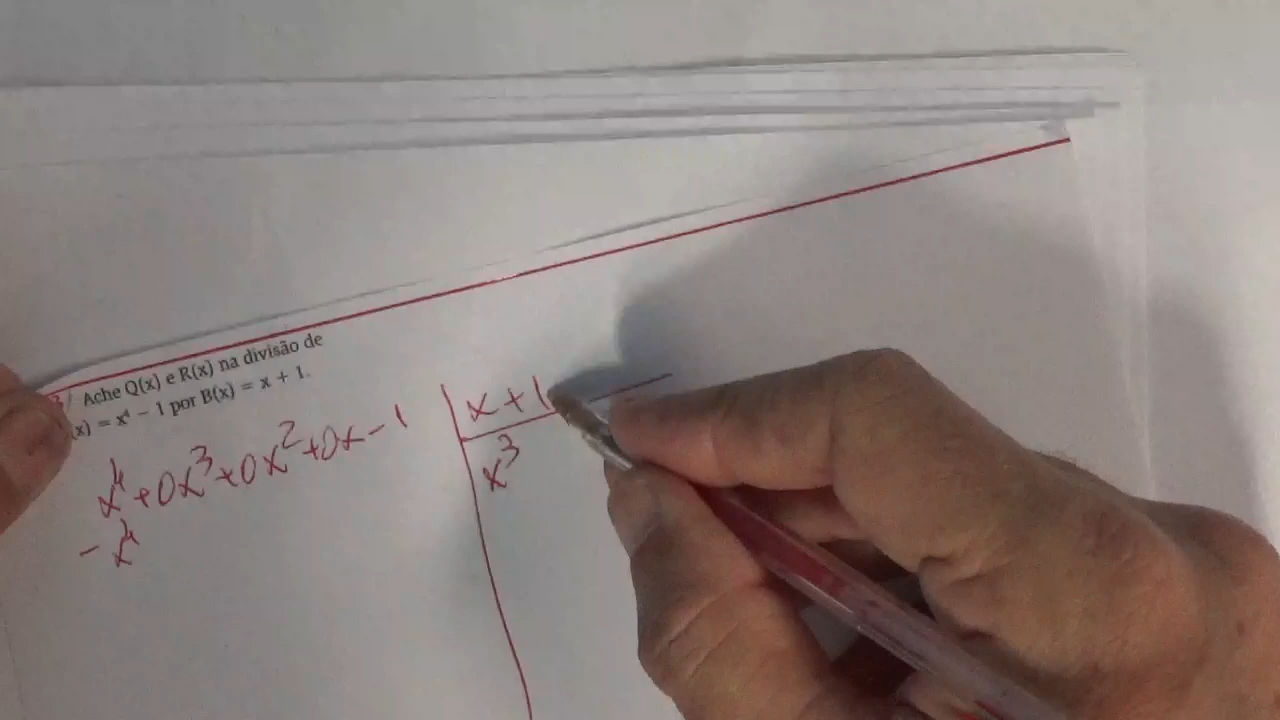 Ache Q(x) e R(x) na divisão de
(x) = x⁴ − 1 por B(x) = x + 1.
x⁴+0x³+0x²+0x−1
x+1
−x⁴
x³